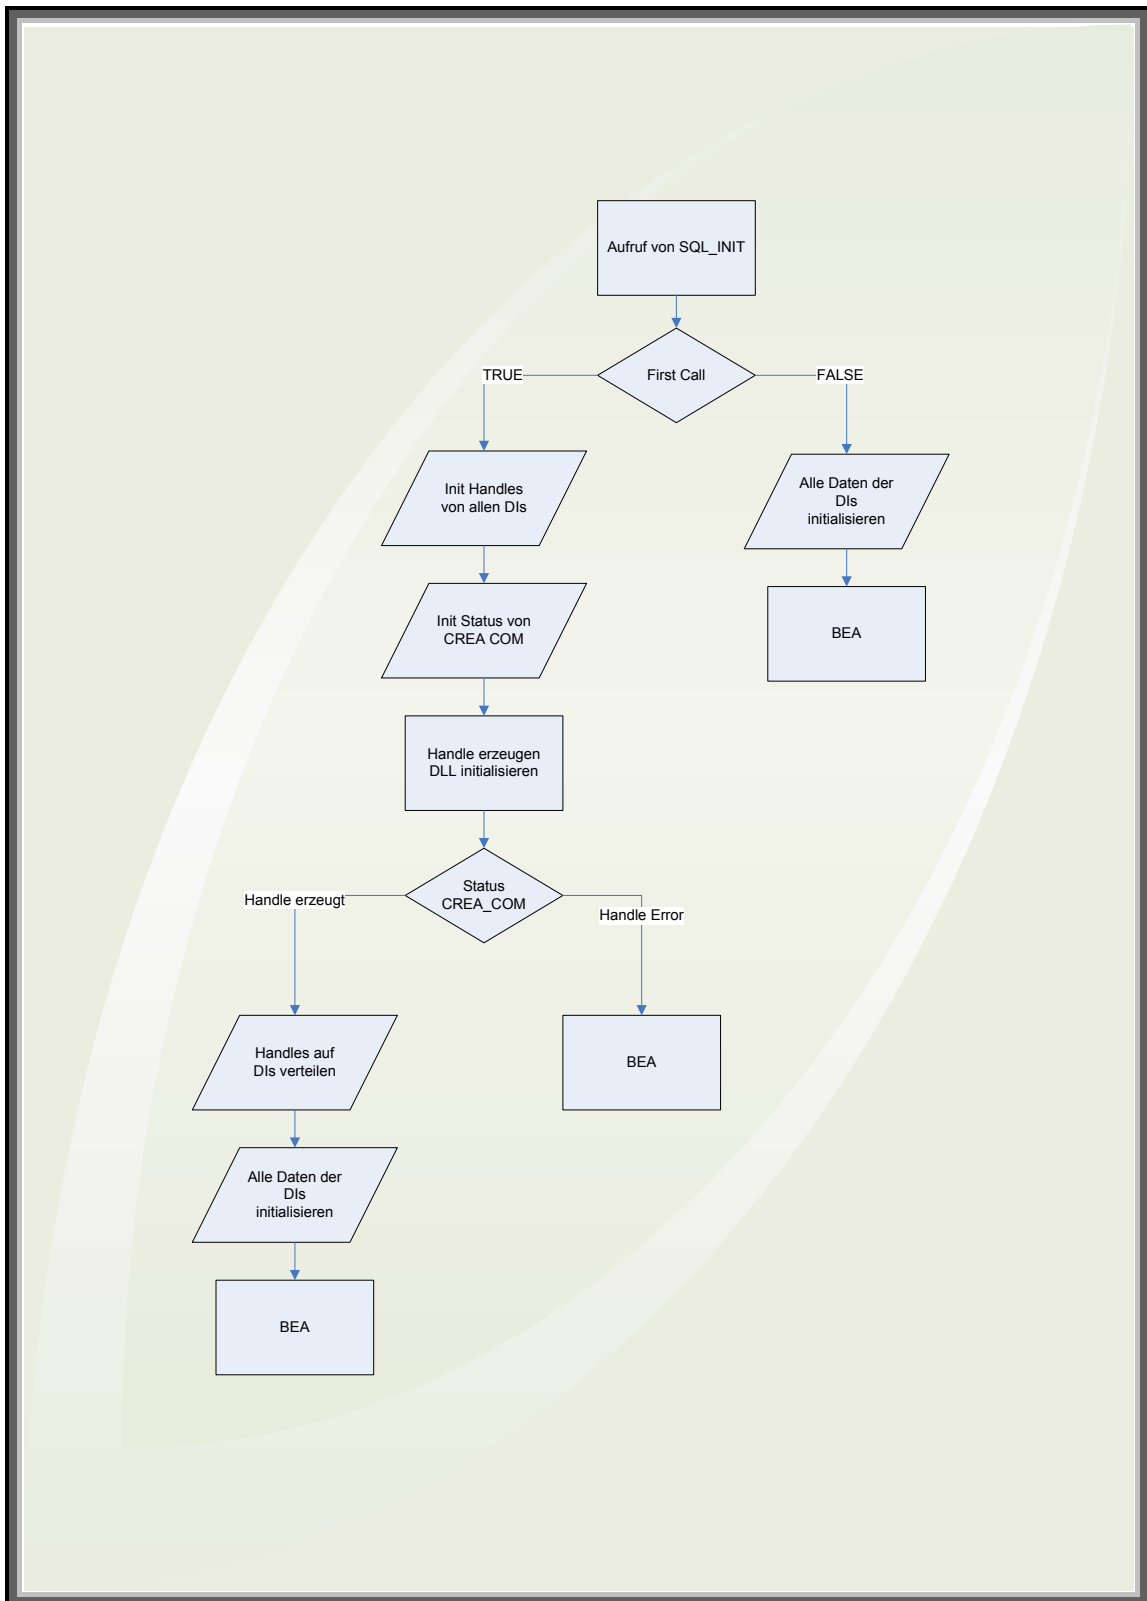 Aufruf von SQL_INIT
First Call
TRUE
FALSE
Init Handles
von allen DIs
Alle Daten der
DIs
initialisieren
Init Status von
CREA COM
BEA
Handle erzeugen
DLL initialisieren
Status
CREA_COM
Handle erzeugt
Handle Error
Handles auf
DIs verteilen
BEA
Alle Daten der
DIs
initialisieren
BEA